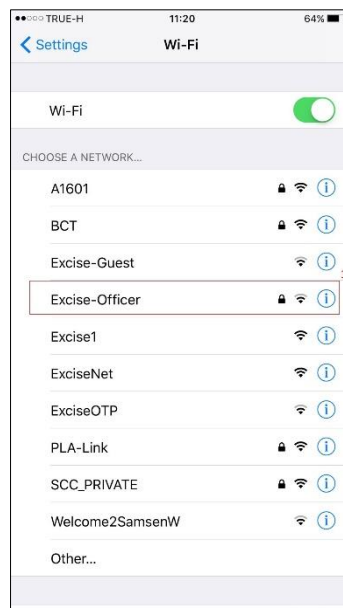 TRUE-H 11:20 64%
Settings Wi-Fi
Wi-Fi
CHOOSE A NETWORK...
A1601
BCT
Excise-Guest
Excise-Officer
Excise1
ExciseNet
ExciseOTP
PLA-Link
SCC_PRIVATE
Welcome2SamsenW
Other...